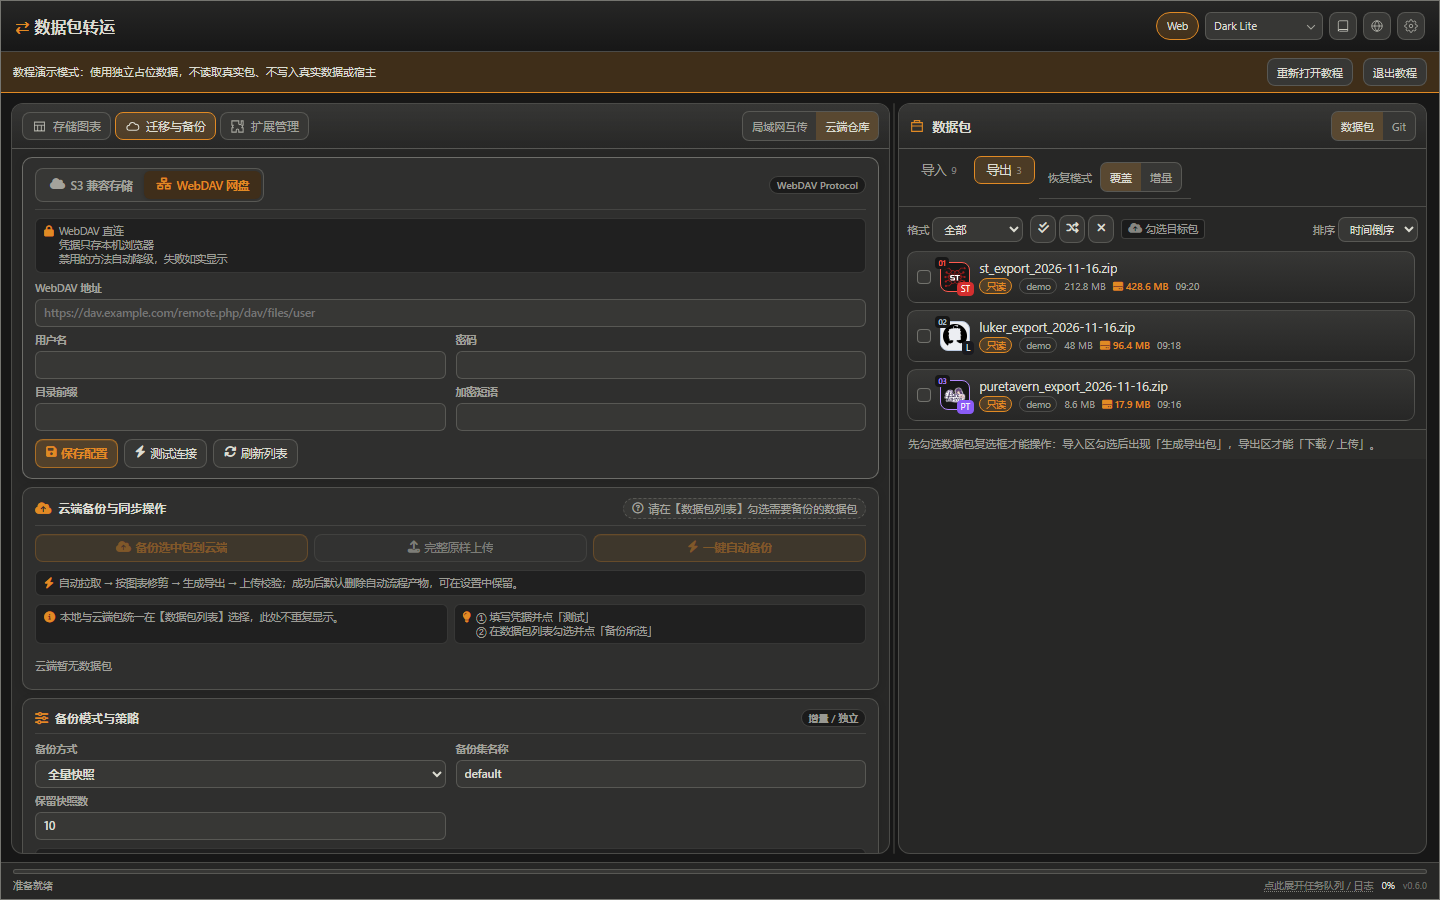 数据包转运
Web
Dark Lite
教程演示模式：使用独立占位数据，不读取真实包、不写入真实数据或宿主
重新打开教程
退出教程
存储图表
迁移与备份
扩展管理
局域网互传
云端仓库
S3 兼容存储
WebDAV 网盘
WebDAV Protocol
WebDAV 直连
凭据只存本机浏览器
禁用的方法自动降级，失败如实显示
WebDAV 地址
https://dav.example.com/remote.php/dav/files/user
用户名
密码
目录前缀
加密短语
保存配置
测试连接
刷新列表
云端备份与同步操作
请在【数据包列表】勾选需要备份的数据包
备份选中包到云端
完整原样上传
一键自动备份
自动拉取 → 按图表修剪 → 生成导出 → 上传校验；成功后默认删除自动流程产物，可在设置中保留。
本地与云端包统一在【数据包列表】选择，此处不重复显示。
① 填写凭据并点「测试」
② 在数据包列表勾选并点「备份所选」
云端暂无数据包
备份模式与策略
增量 / 独立
备份方式
备份集名称
全量快照
default
保留快照数
10
数据包
数据包
Git
导入 9
导出 3
恢复模式
覆盖
增量
格式
全部
勾选目标包
排序
时间倒序
01
ST
ST
st_export_2026-11-16.zip
只读
demo
212.8 MB
428.6 MB
09:20
02
L
luker_export_2026-11-16.zip
只读
demo
48 MB
96.4 MB
09:18
03
PT
puretavern_export_2026-11-16.zip
只读
demo
8.6 MB
17.9 MB
09:16
先勾选数据包复选框才能操作：导入区勾选后出现「生成导出包」，导出区才能「下载 / 上传」。
准备就绪
点此展开任务队列 / 日志
0%
v0.6.0